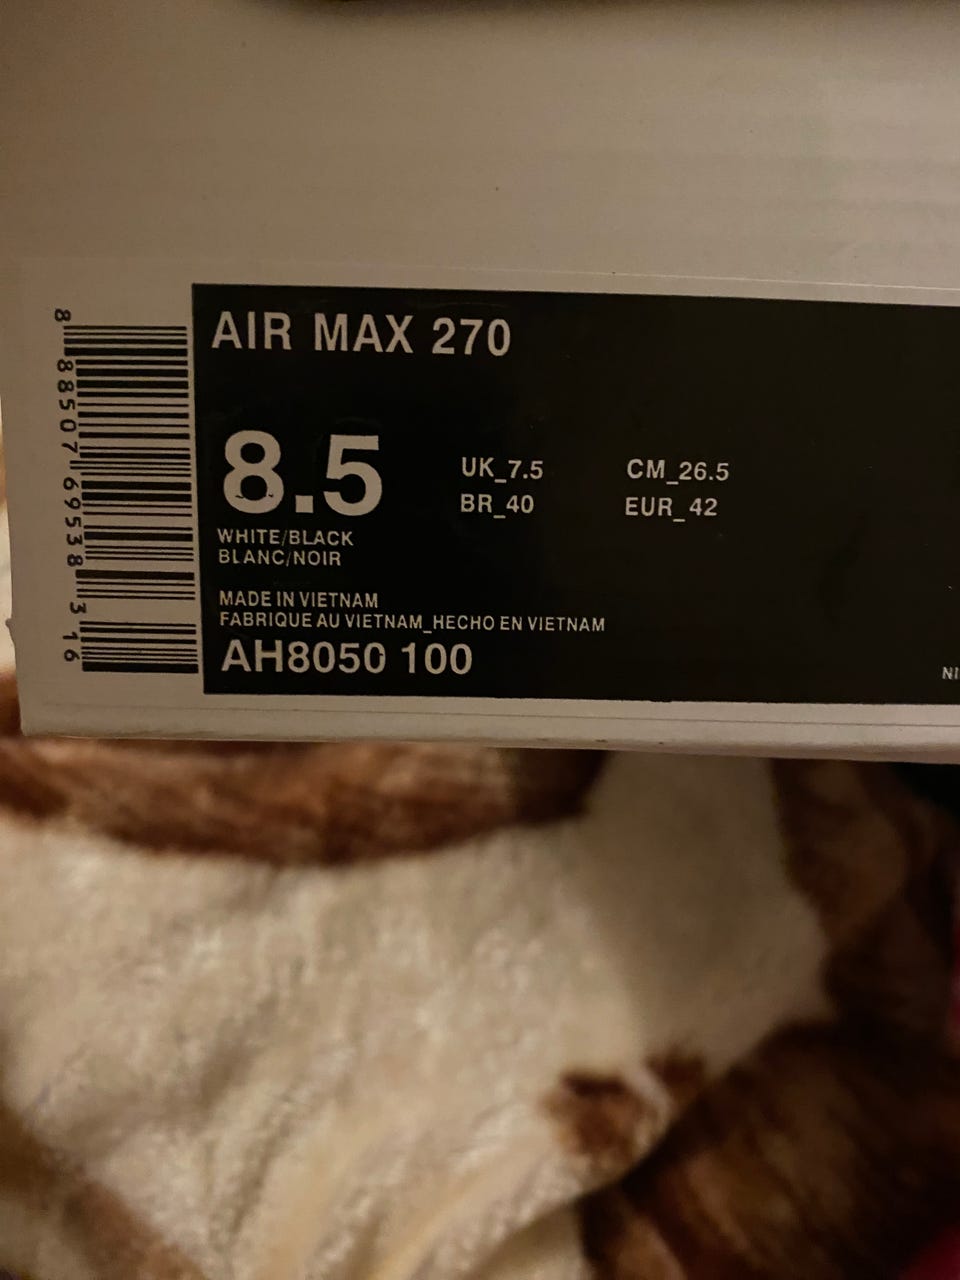 AIR MAX 270
8.5
UK_7.5
CM_26.5
BR_40
EUR_42
WHITE/BLACK
BLANC/NOIR
MADE IN VIETNAM
FABRIQUE AU VIETNAM_HECHO EN VIETNAM
AH8050 100
8 88507 69538 3 16